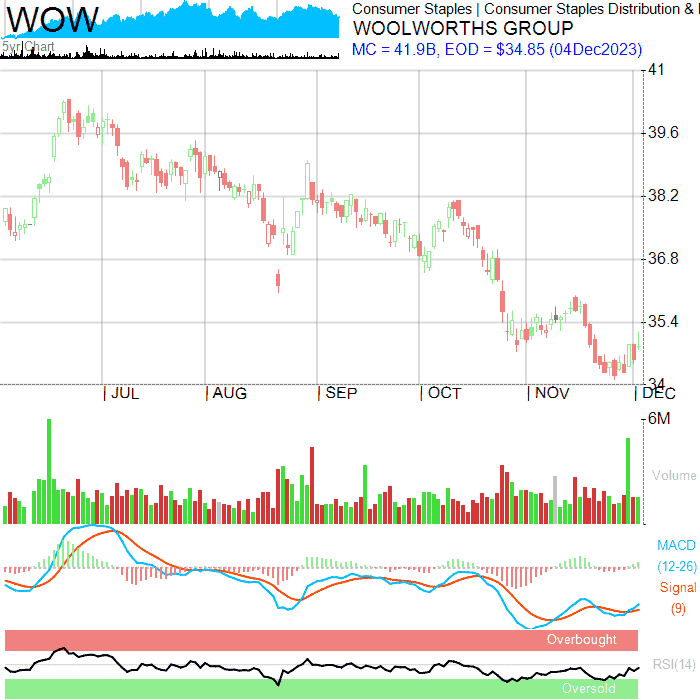 WOW
5yr Chart
Consumer Staples | Consumer Staples Distribution &
WOOLWORTHS GROUP
MC = 41.9B, EOD = $34.85 (04Dec2023)
41
39.6
38.2
36.8
35.4
34
| JUL
| AUG
| SEP
| OCT
| NOV
| DEC
6M
Volume
MACD
(12-26)
Signal
(9)
Overbought
RSI(14)
Oversold